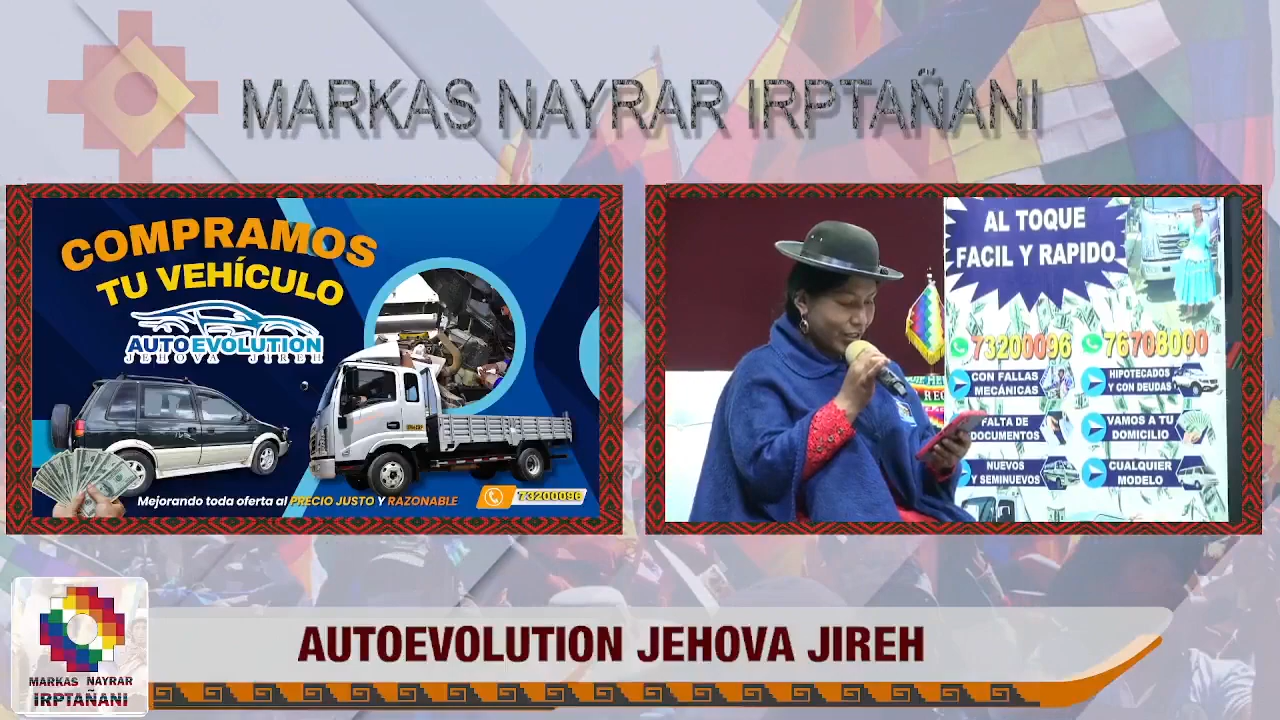 MARKAS NAYRAR IRPTAÑANI
COMPRAMOS
TU VEHÍCULO
AUTOEVOLUTION
JEHOVA JIREH
Mejorando toda oferta al PRECIO JUSTO Y RAZONABLE
73200096
AL TOQUE
FACIL Y RAPIDO
73200096 76708000
CON FALLAS
MECÁNICAS
HIPOTECADOS
Y CON DEUDAS
FALTA DE
DOCUMENTOS
VAMOS A TU
DOMICILIO
NUEVOS
Y SEMINUEVOS
CUALQUIER
MODELO
MARKAS NAYRAR
IRPTAÑANI
AUTOEVOLUTION JEHOVA JIREH